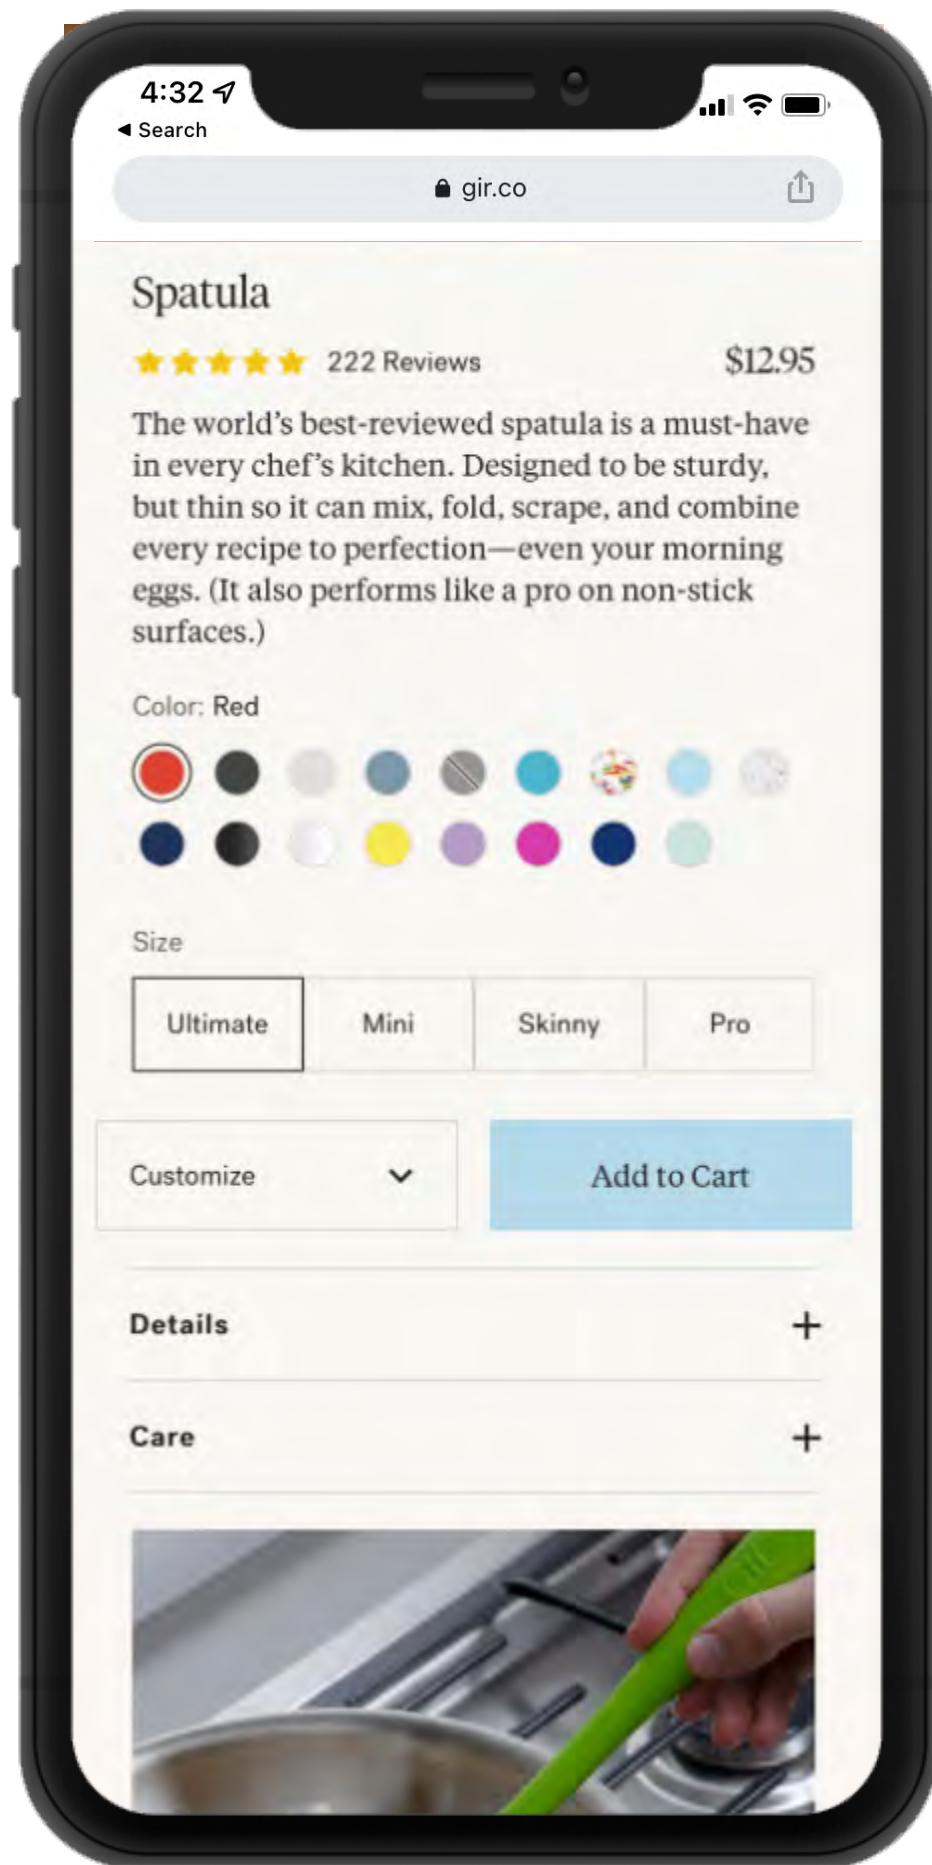 4:32
Search
gir.co
Spatula
222 Reviews
$12.95
The world’s best-reviewed spatula is a must-have
in every chef’s kitchen. Designed to be sturdy,
but thin so it can mix, fold, scrape, and combine
every recipe to perfection—even your morning
eggs. (It also performs like a pro on non-stick
surfaces.)
Color: Red
Size
Ultimate
Mini
Skinny
Pro
Customize
Add to Cart
Details
Care